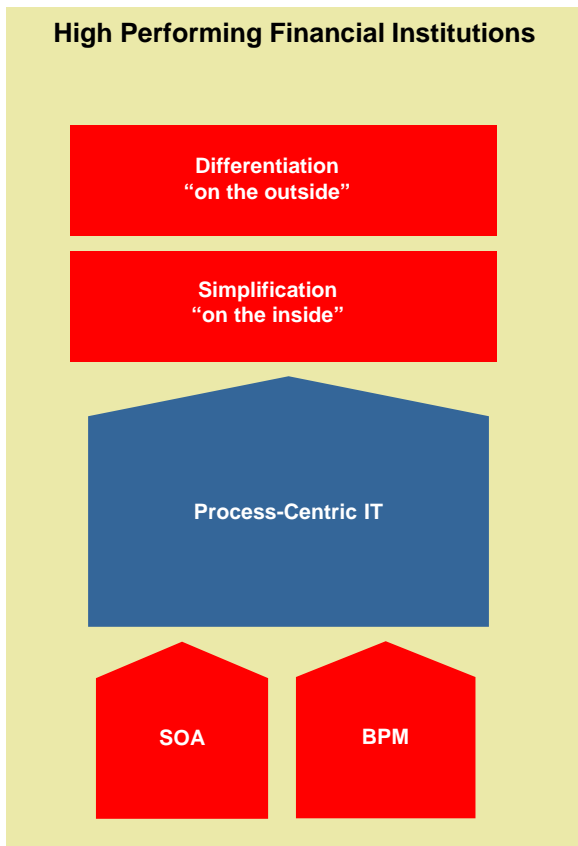 High Performing Financial Institutions
Differentiation
“on the outside”
Simplification
“on the inside”
Process-Centric IT
SOA
BPM